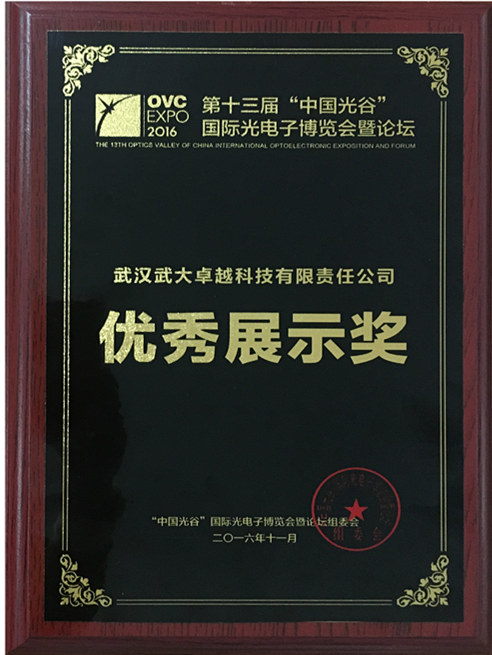 OVC
EXPO
2016
第十三届“中国光谷”
国际光电子博览会暨论坛
THE 13TH OPTICS VALLEY OF CHINA INTERNATIONAL OPTOELECTRONIC EXPOSITION AND FORUM
武汉武大卓越科技有限责任公司
优秀展示奖
“中国光谷”国际光电子博览会暨论坛组委会
二〇一六年十一月
组委会